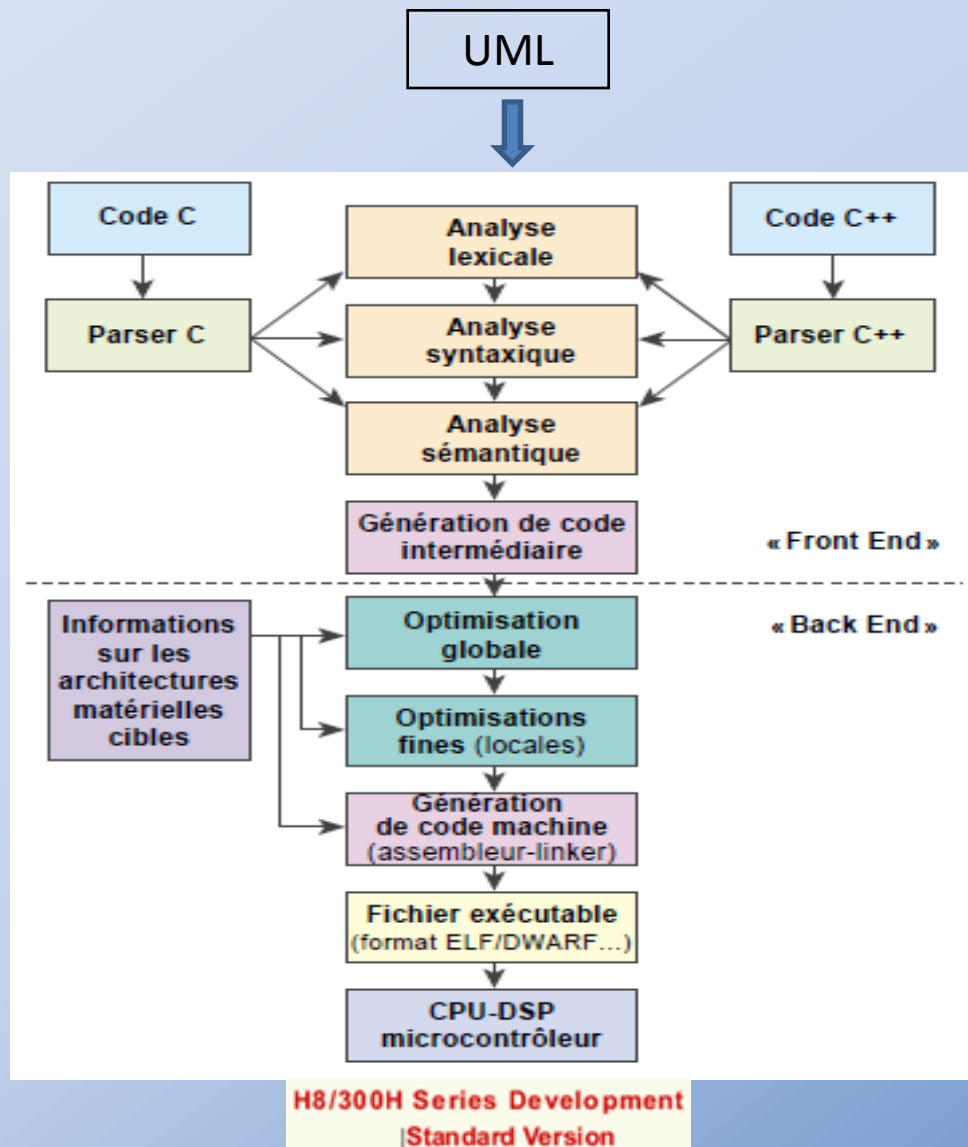 UML
Code C
Analyse
lexicale
Code C++
Parser C
Analyse
syntaxique
Parser C++
Analyse
sémantique
Génération de code
intermédiaire
« Front End »
Informations
sur les
architectures
matérielles
cibles
Optimisation
globale
« Back End »
Optimisations
fines (locales)
Génération
de code machine
(assembleur-linker)
Fichier exécutable
(format ELF/DWARF...)
CPU-DSP
microcontrôleur
H8/300H Series Development
|Standard Version